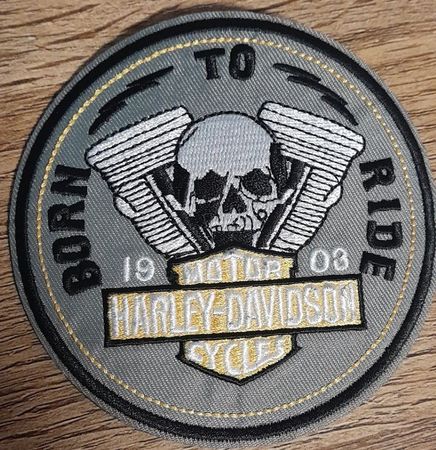 BORN TO RIDE
19 03
MOTOR
HARLEY-DAVIDSON
CYCLES